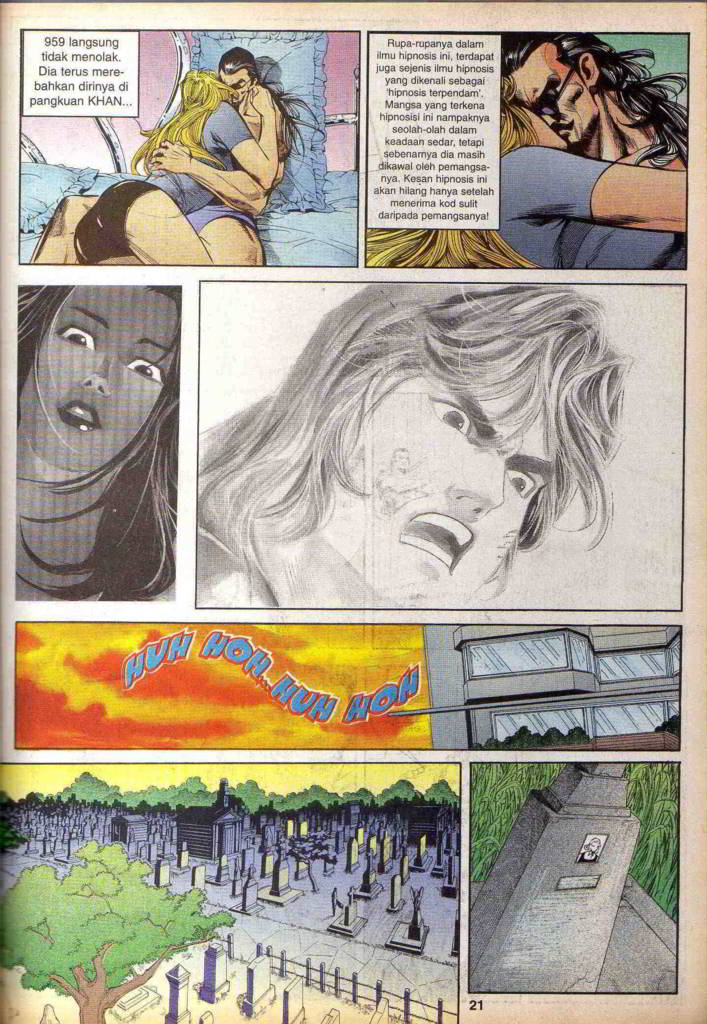 959 langsung
tidak menolak.
Dia terus mere-
bahkan dirinya di
pangkuan KHAN...
Rupa-rupanya dalam
ilmu hipnosis ini, terdapat
juga sejenis ilmu hipnosis
yang dikenali sebagai
'hipnosis terpendam'.
Mangsa yang terkena
hipnosisi ini nampaknya
seolah-olah dalam
keadaan sedar, tetapi
sebenarnya dia masih
dikawal oleh pemangsa-
nya. Kesan hipnosis ini
akan hilang hanya setelah
menerima kod sulit
daripada pemangsanya!
HUH HOH... HUH HOH
21